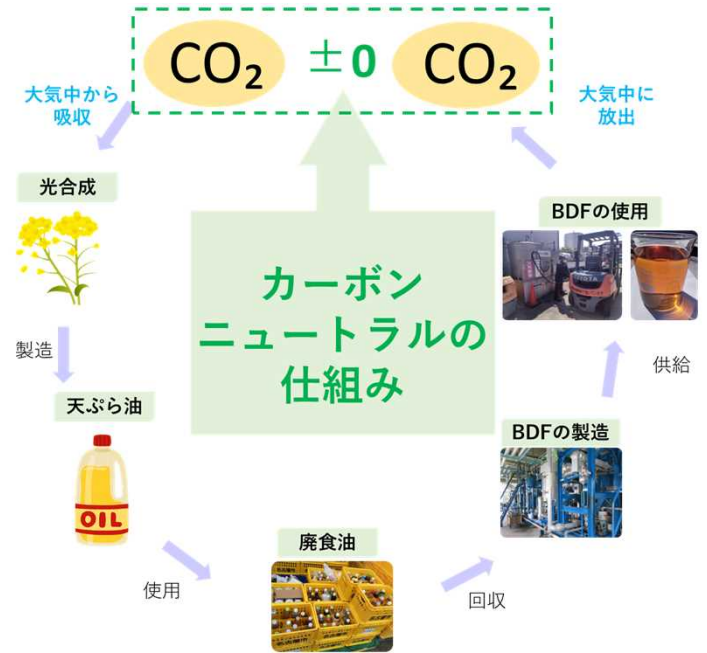 CO₂ ±0 CO₂
大気中から
吸収
大気中に
放出
光合成
BDFの使用
カーボン
ニュートラルの
仕組み
製造
供給
天ぷら油
BDFの製造
OIL
廃食油
使用
回収